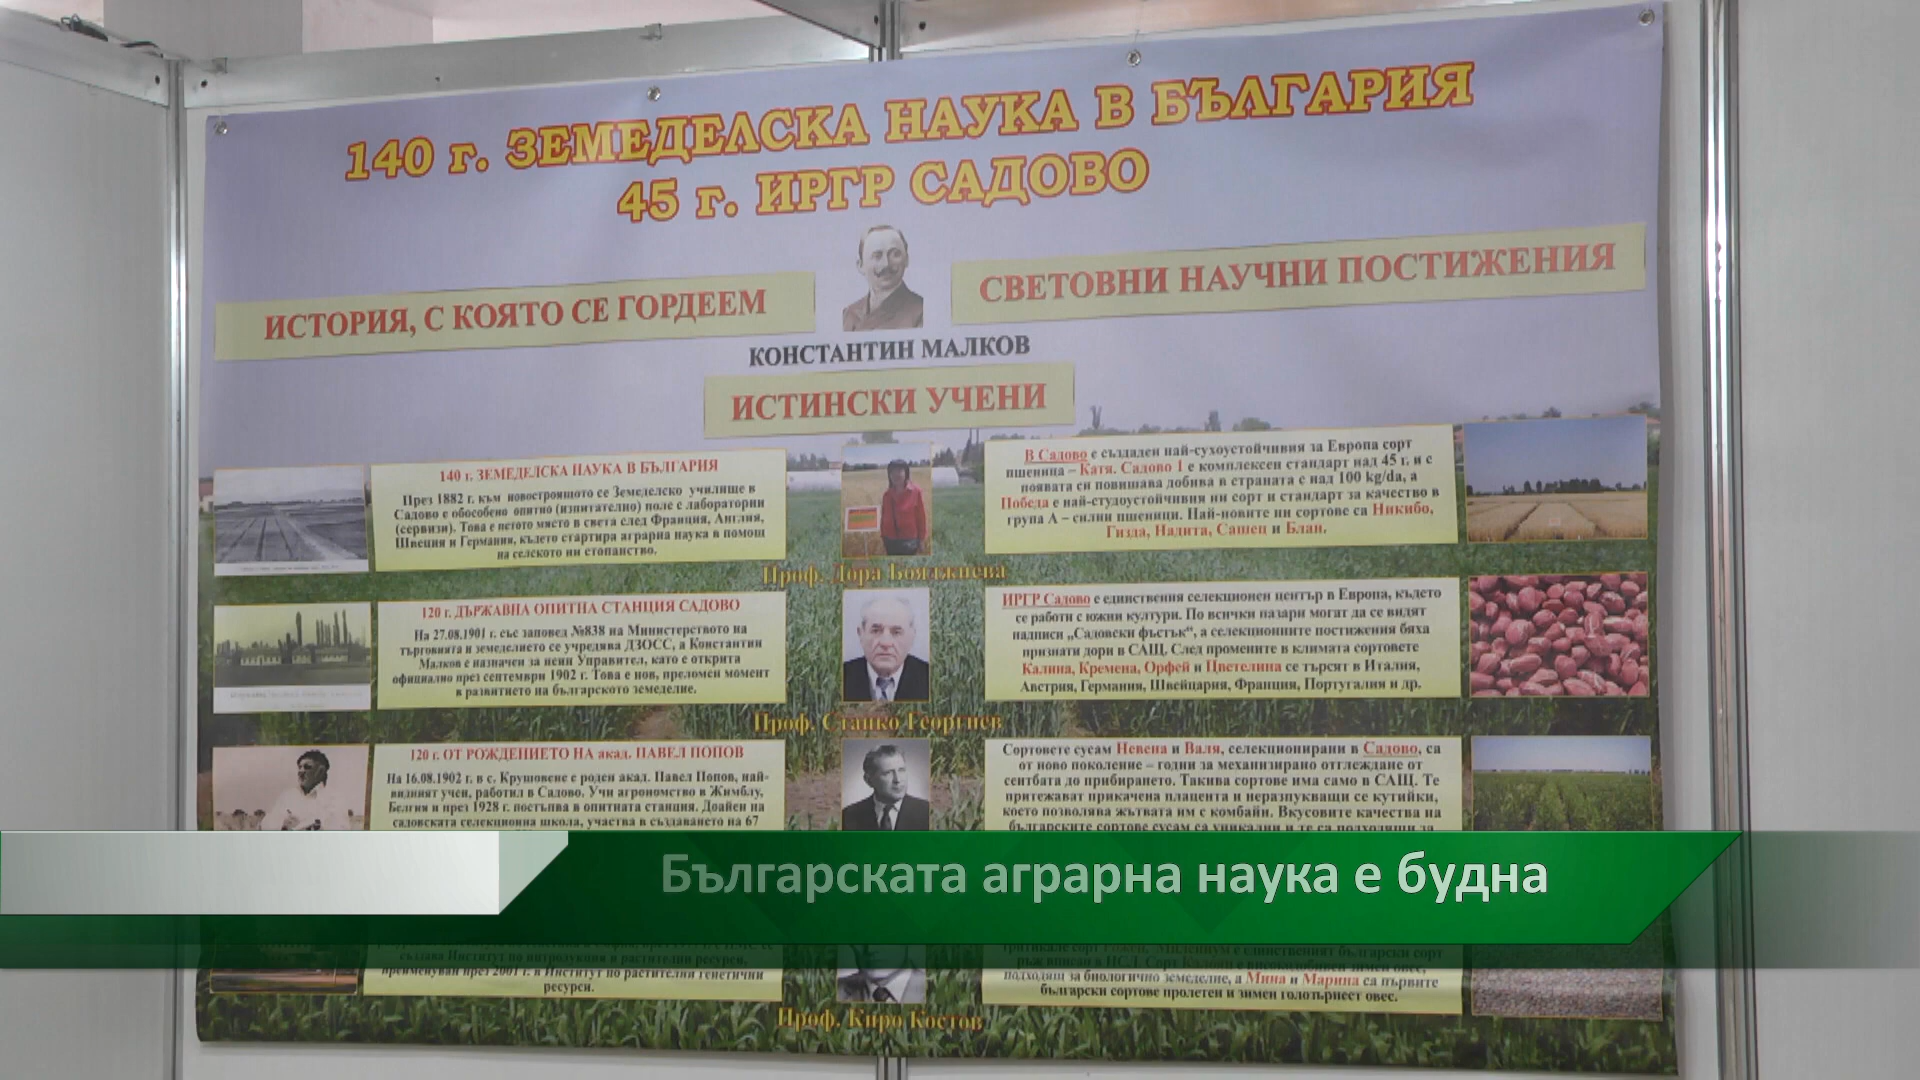 140 г. ЗЕМЕДЕЛСКА НАУКА В БЪЛГАРИЯ
45 г. ИРГР САДОВО
ИСТОРИЯ, С КОЯТО СЕ ГОРДЕЕМ
СВЕТОВНИ НАУЧНИ ПОСТИЖЕНИЯ
КОНСТАНТИН МАЛКОВ
ИСТИНСКИ УЧЕНИ
140 г. ЗЕМЕДЕЛСКА НАУКА В БЪЛГАРИЯ
През 1882 г. към новостроящото се Земеделско училище в
Садово е обособено опитно (изпитателно) поле с лаборатории
(сервизи). Това е петото място в света след Франция, Англия,
Швеция и Германия, където стартира аграрна наука в помощ
на селското ни стопанство.
Проф. Дора Бояджиева
В Садово е създаден най-сухоустойчивия за Европа сорт
пшеница – Катя. Садово 1 е комплексен стандарт над 45 г. и с
появата си повишава добива в страната с над 100 kg/da, а
Победа е най-студоустойчивия ни сорт и стандарт за качество в
група А – силни пшеници. Най-новите ни сортове са Никибо,
Гизда, Надита, Сашец и Блан.
120 г. ДЪРЖАВНА ОПИТНА СТАНЦИЯ САДОВО
На 27.08.1901 г. със заповед №838 на Министерството на
търговията и земеделието се учредява ДЗОСС, а Константин
Малков е назначен за неин Управител, като е открита
официално през септември 1902 г. Това е нов, преломен момент
в развитието на българското земеделие.
Проф. Станко Георгиев
ИРГР Садово е единствения селекционен център в Европа, където
се работи с южни култури. По всички пазари могат да се видят
надписи „Садовски фъстък“, а селекционните постижения бяха
признати дори в САЩ. След промените в климата сортовете
Калина, Кремена, Орфей и Цветелина се търсят в Италия,
Австрия, Германия, Швейцария, Франция, Португалия и др.
120 г. ОТ РОЖДЕНИЕТО НА акад. ПАВЕЛ ПОПОВ
На 16.08.1902 г. в с. Крушовене е роден акад. Павел Попов, най-
видният учен, работил в Садово. Учи агрономство в Жимблу,
Белгия и през 1928 г. постъпва в опитната станция. Доайен на
садовската селекционна школа, участва в създаването на 67
Сортовете сусам Невена и Валя, селекционирани в Садово, са
от ново поколение – годни за механизирано отглеждане от
сеитбата до прибирането. Такива сортове има само в САЩ. Те
притежават прикачена плацента и неразпукващи се кутийки,
което позволява жътвата им с комбайн. Вкусовите качества на
българските сортове сусам са уникални и те са подходящи за
Българската аграрна наука е будна
създава Институт по интродукция и растителни ресурси,
преименуван през 2001 г. в Институт по растителни генетични
ресурси.
Проф. Киро Костов
подходящ за биологично земеделие, а Мина и Марина са първите
български сортове пролетен и зимен голозърнест овес.